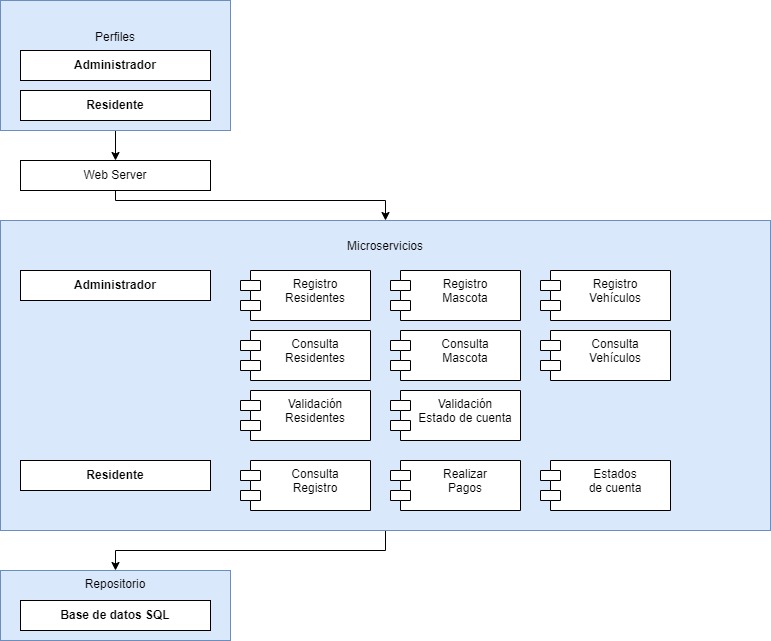 Perfiles
Administrador
Residente
Web Server
Microservicios
Administrador
Registro
Residentes
Registro
Mascota
Registro
Vehículos
Consulta
Residentes
Consulta
Mascota
Consulta
Vehículos
Validación
Residentes
Validación
Estado de cuenta
Residente
Consulta
Registro
Realizar
Pagos
Estados
de cuenta
Repositorio
Base de datos SQL